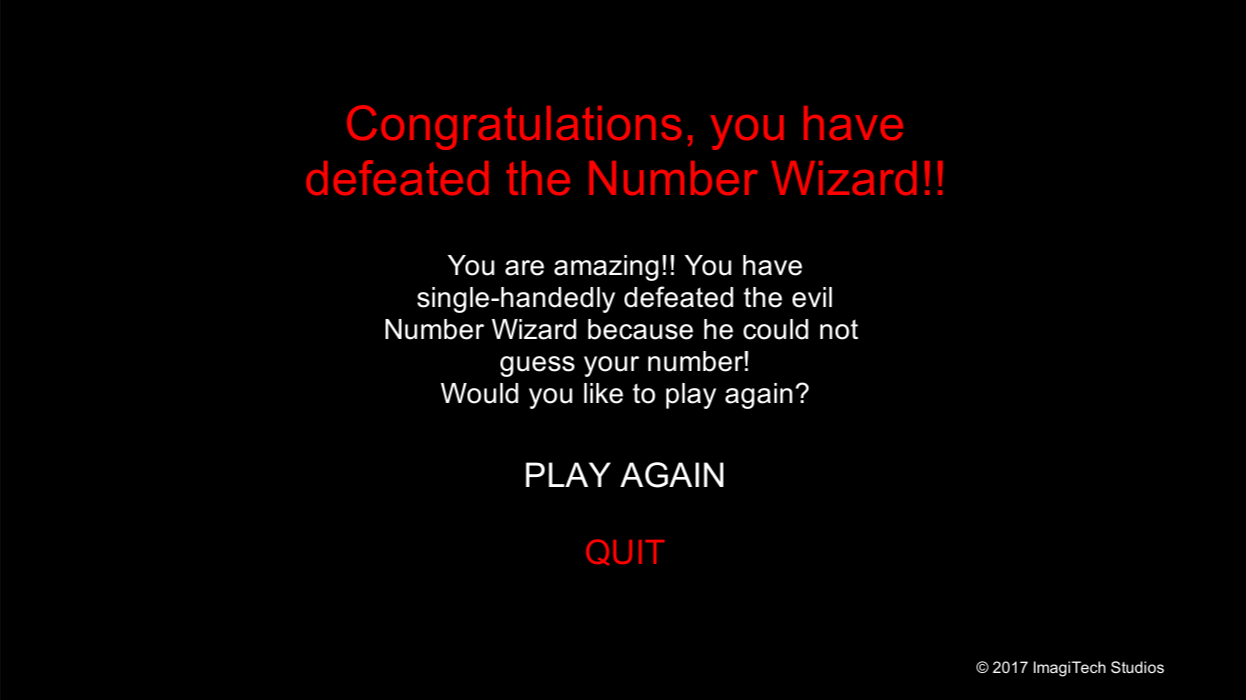 Congratulations, you have
defeated the Number Wizard!!
You are amazing!! You have
single-handedly defeated the evil
Number Wizard because he could not
guess your number!
Would you like to play again?
PLAY AGAIN
QUIT
© 2017 ImagiTech Studios